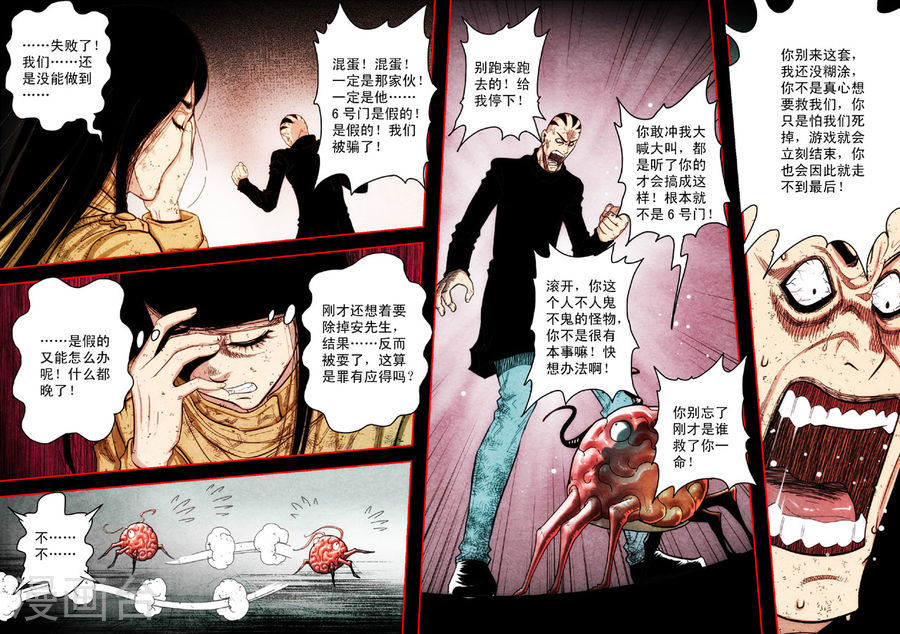 ……失败了！
我们……还
是没能做到
……
混蛋！混蛋！
一定是那家伙！
一定是他……
6号门是假的！
是假的！我们
被骗了！
……是假的
又能怎么办
呢！什么都
晚了！
刚才还想着要
除掉安先生，
结果……反而
被耍了，这算
是罪有应得吗？
不……
不……
别跑来跑
去的！给
我停下！
你敢冲我大
喊大叫，都
是听了你的
才会搞成这
样！根本就
不是6号门！
滚开，你这
个人不人鬼
不鬼的怪物，
你不是很有
本事嘛！快
想办法啊！
你别忘了
刚才是谁
救了你一
命！
你别来这套，
我还没糊涂，
你不是真心想
要救我们，你
只是怕我们死
掉，游戏就会
立刻结束，你
也会因此就走
不到最后！
漫画台